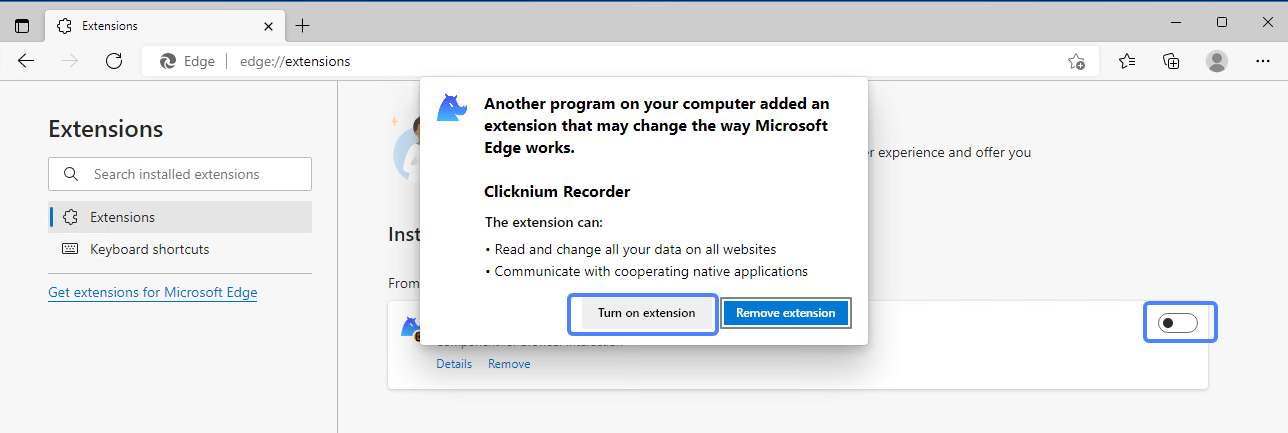 Extensions
Edge
edge://extensions
Extensions
Search installed extensions
Extensions
Keyboard shortcuts
Get extensions for Microsoft Edge
Another program on your computer added an
extension that may change the way Microsoft
Edge works.
Clicknium Recorder
The extension can:
• Read and change all your data on all websites
• Communicate with cooperating native applications
Turn on extension
Remove extension
r experience and offer you
Inst
From
Details
Remove